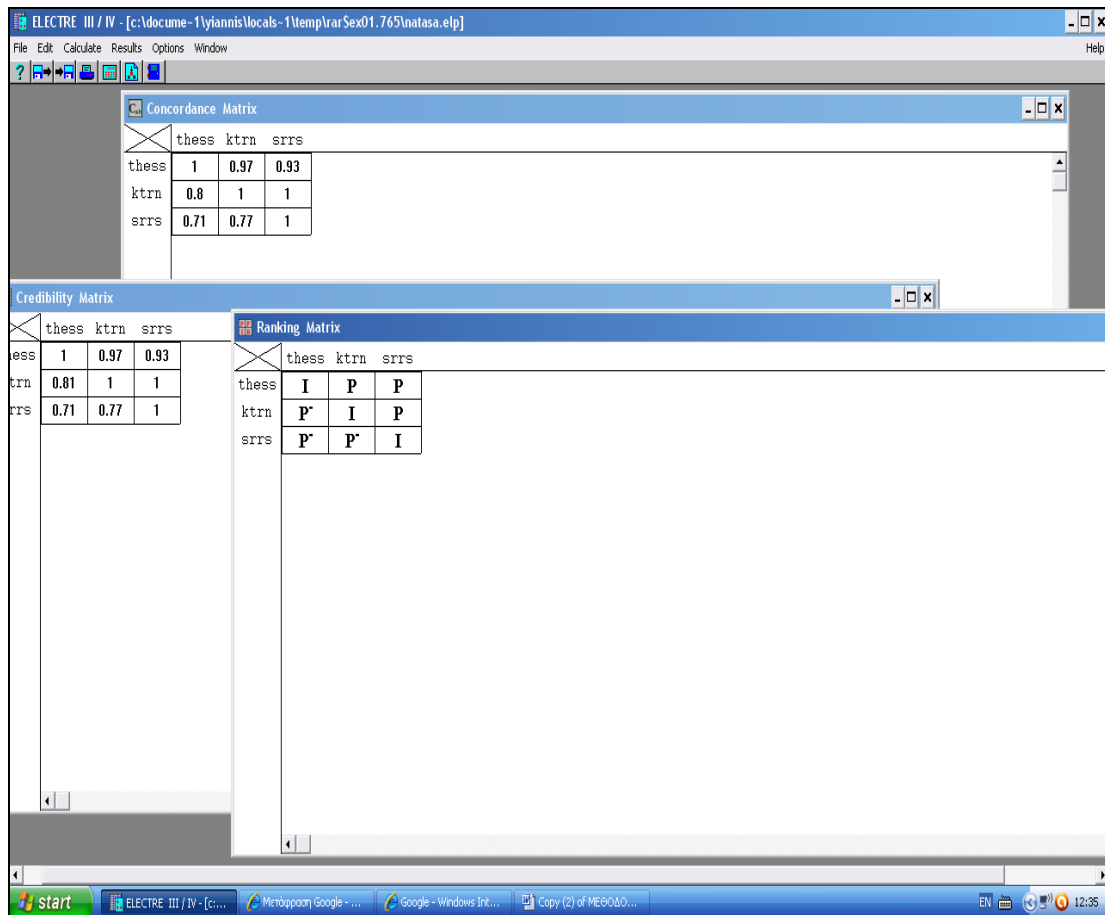 ELECTRE III / IV - [c:\docume~1\yiannis\locals~1\temp\rar$ex01.765\natasa.elp]
File Edit Calculate Results Options Window Help
?
Concordance Matrix
thess ktrn srrs
thess 1 0.97 0.93
ktrn 0.8 1 1
srrs 0.71 0.77 1
Credibility Matrix
thess ktrn srrs
ess 1 0.97 0.93
trn 0.81 1 1
rrs 0.71 0.77 1
Ranking Matrix
thess ktrn srrs
thess I P P
ktrn P⁻ I P
srrs P⁻ P⁻ I
start
ELECTRE III / IV - [c:...
Μετάφραση Google - ...
Google - Windows Int...
Copy (2) of ΜΕΘΟΔΟ...
EN
12:35